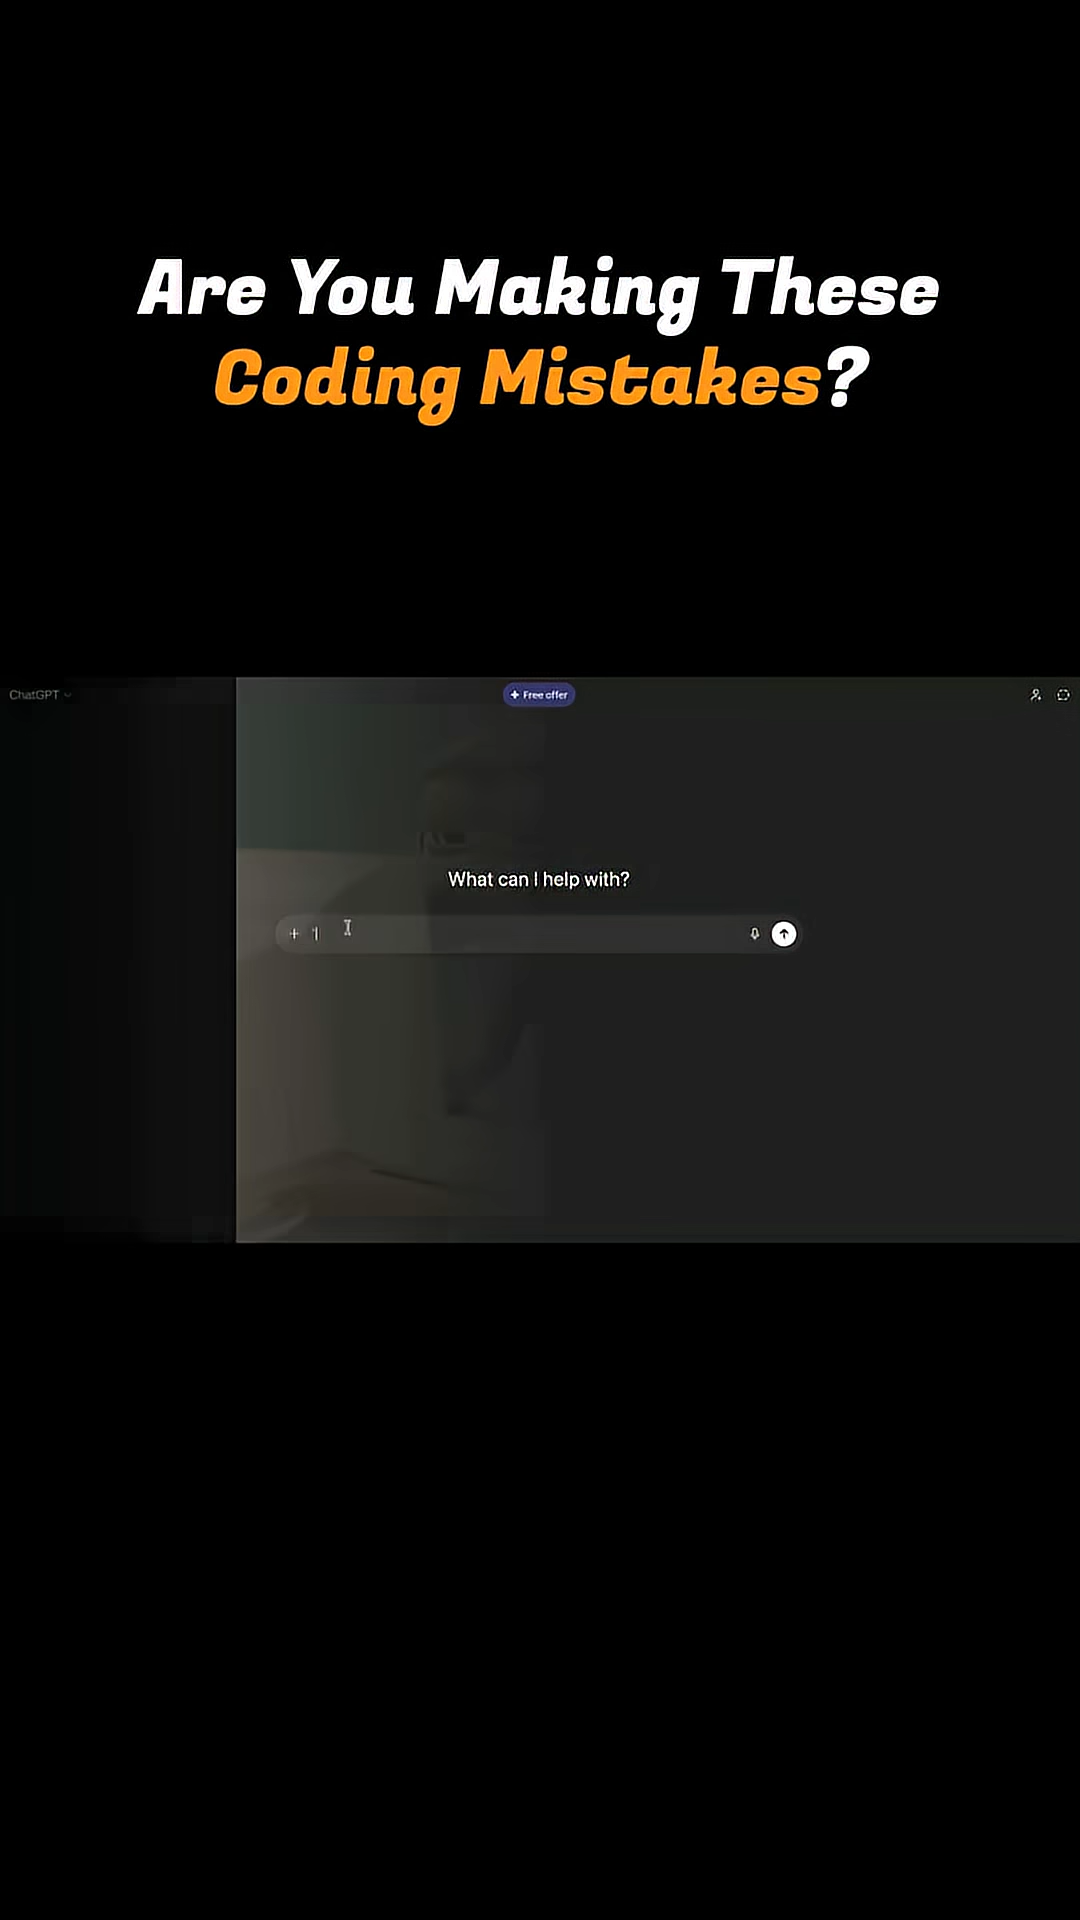 Are You Making These
Coding Mistakes?
ChatGPT
Free offer
What can I help with?